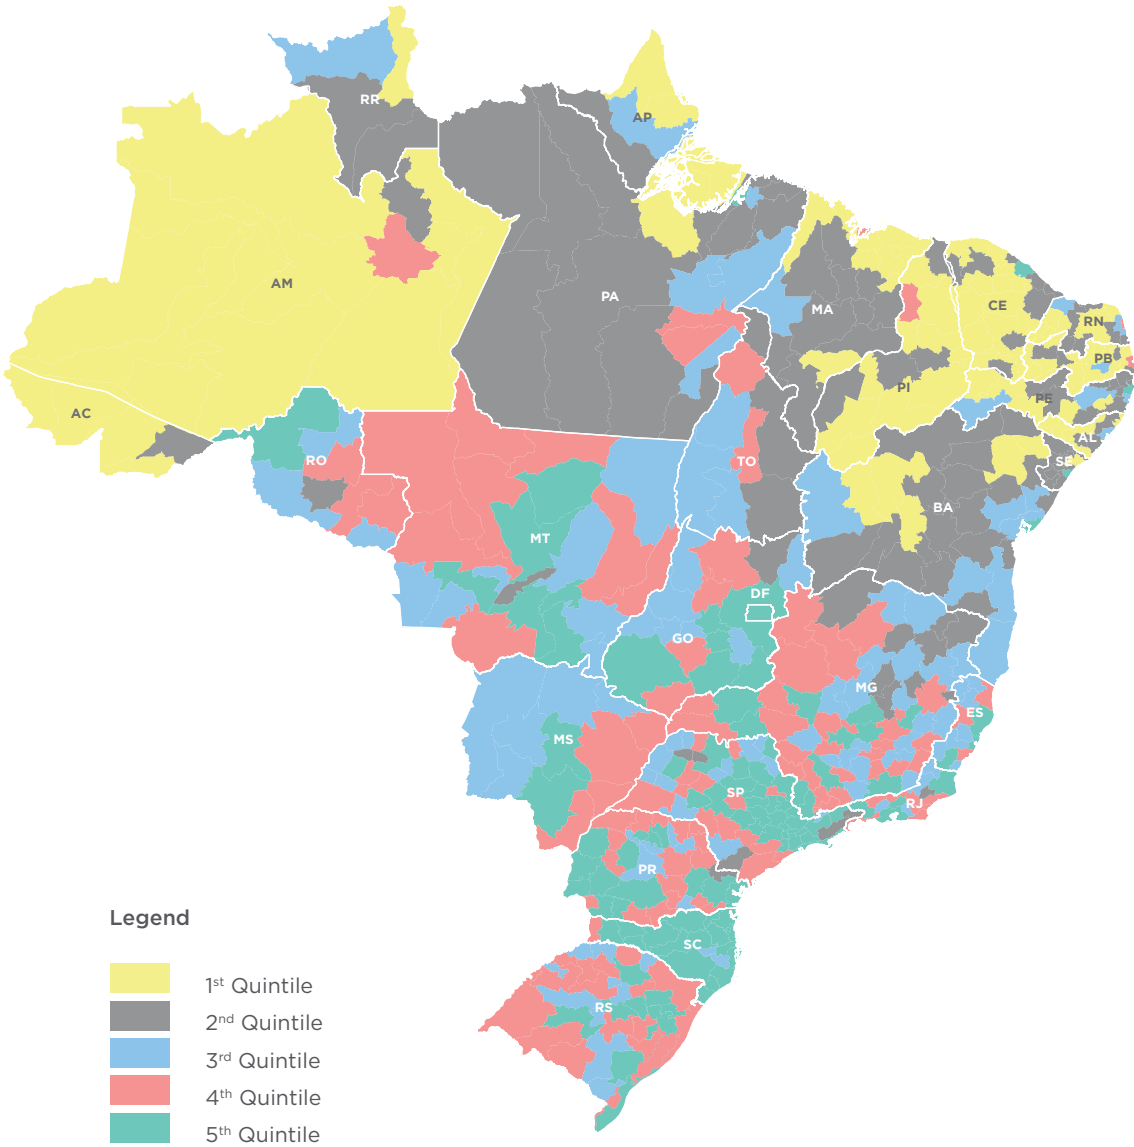 RR
AP
AM
PA
MA
CE
RN
PB
PI
PE
AC
AL
SE
RO
TO
BA
MT
DF
GO
MG
ES
MS
SP
RJ
PR
SC
RS
Legend
1st Quintile
2nd Quintile
3rd Quintile
4th Quintile
5th Quintile